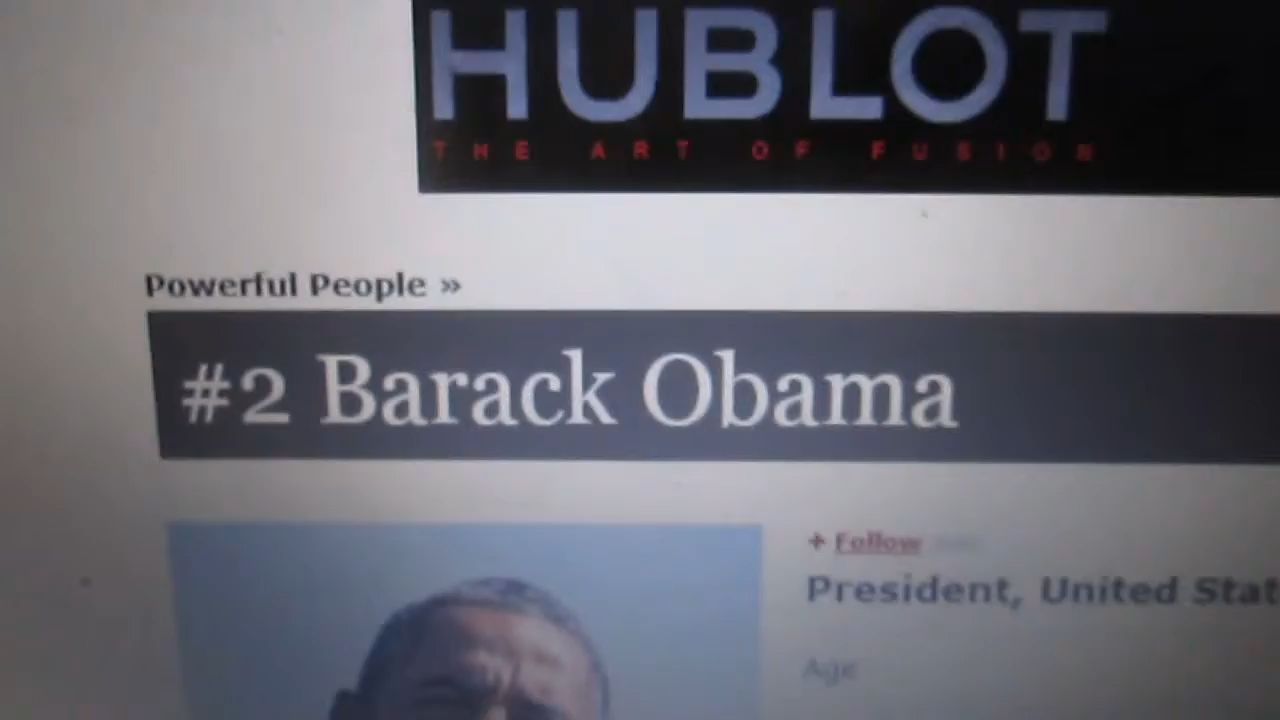 HUBLOT
THE ART OF FUSION
Powerful People »
#2 Barack Obama
+ Follow
President, United Stat
Age